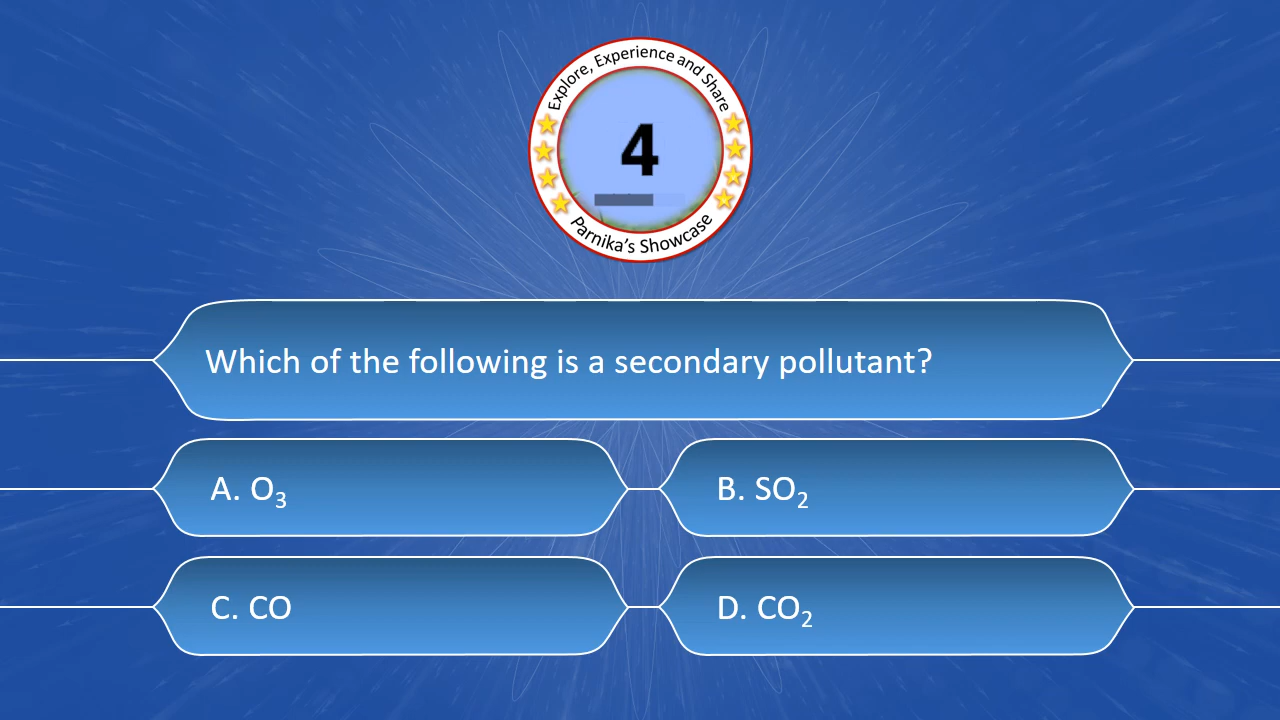 Explore, Experience and Share
4
Parnika's Showcase
Which of the following is a secondary pollutant?
A. O₃
B. SO₂
C. CO
D. CO₂